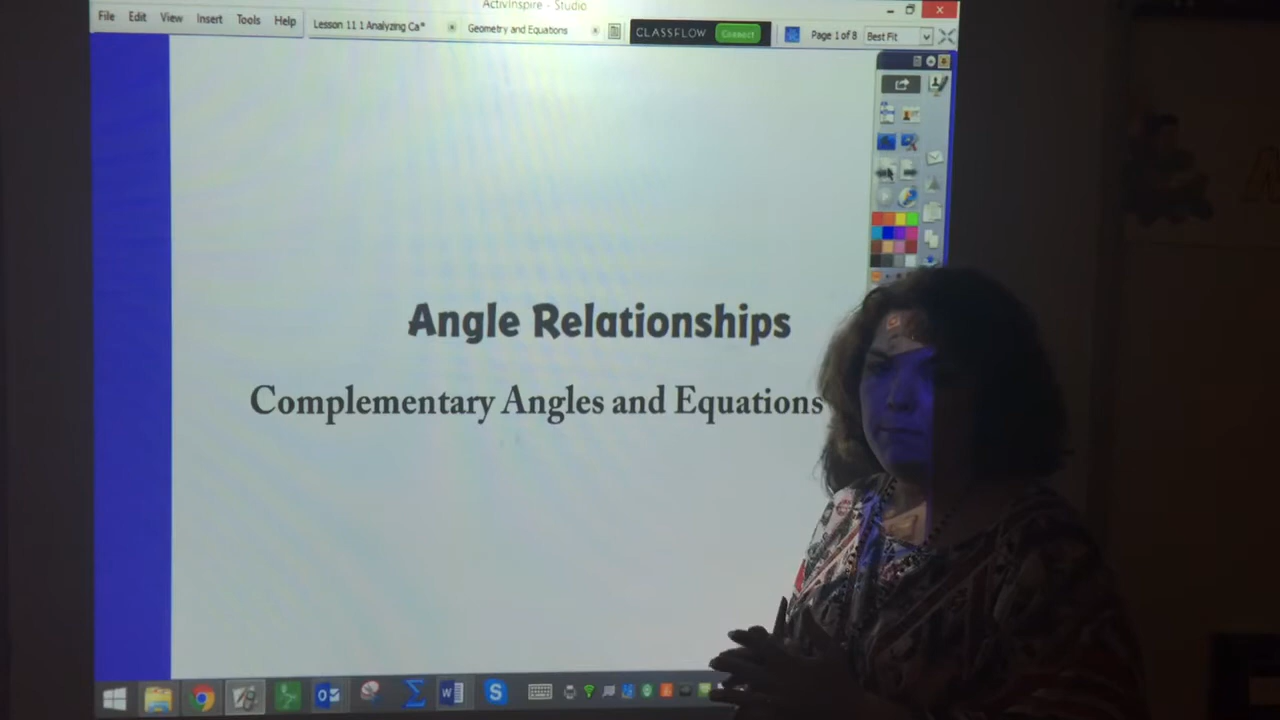 ActivInspire - Studio
File Edit View Insert Tools Help
Lesson 11 1 Analyzing Ca*
Geometry and Equations
CLASSFLOW Connect
Page 1 of 8
Best Fit
Angle Relationships
Complementary Angles and Equations